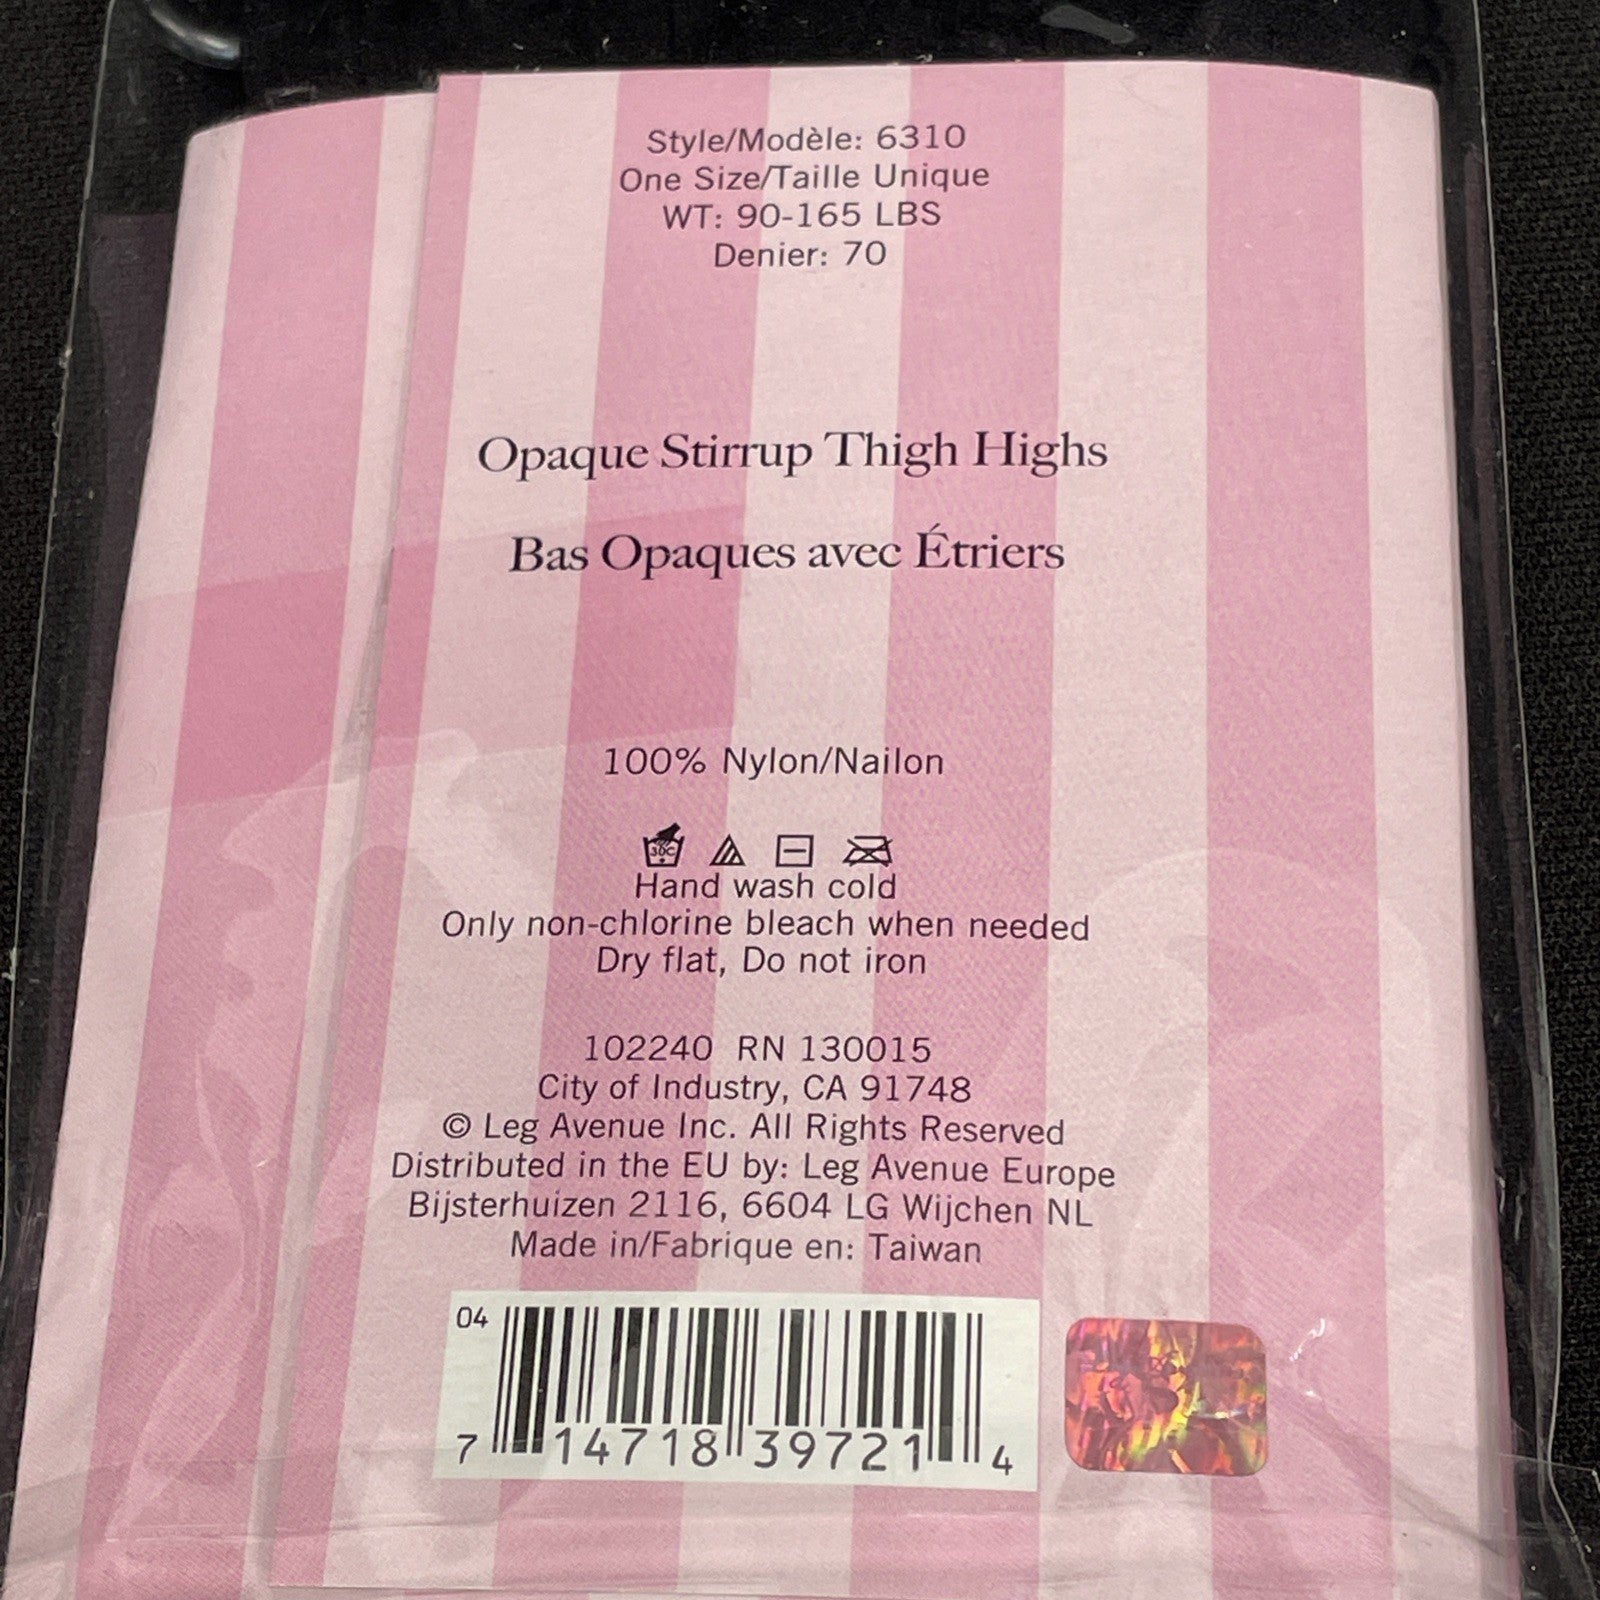 Style/Modèle: 6310
One Size/Taille Unique
WT: 90-165 LBS
Denier: 70
Opaque Stirrup Thigh Highs
Bas Opaques avec Étriers
100% Nylon/Nailon
30C
Hand wash cold
Only non-chlorine bleach when needed
Dry flat, Do not iron
102240 RN 130015
City of Industry, CA 91748
© Leg Avenue Inc. All Rights Reserved
Distributed in the EU by: Leg Avenue Europe
Bijsterhuizen 2116, 6604 LG Wijchen NL
Made in/Fabrique en: Taiwan
04
7 14718 39721 4